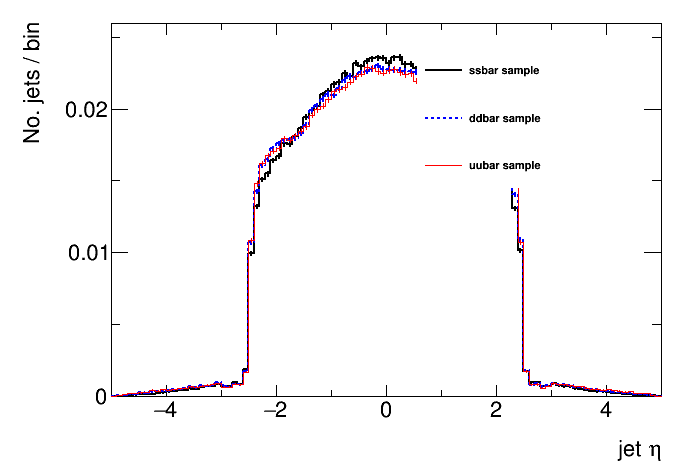 No. jets / bin
ssbar sample
ddbar sample
uubar sample
0.02
0.01
0
−4
−2
0
2
4
jet η